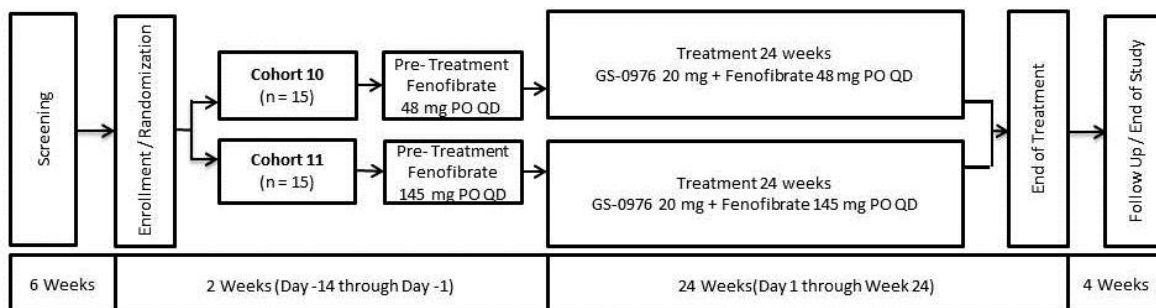 Screening
Enrollment / Randomization
Cohort 10
(n = 15)
Pre- Treatment
Fenofibrate
48 mg PO QD
Treatment 24 weeks
GS-0976 20 mg + Fenofibrate 48 mg PO QD
Cohort 11
(n = 15)
Pre- Treatment
Fenofibrate
145 mg PO QD
Treatment 24 weeks
GS-0976 20 mg + Fenofibrate 145 mg PO QD
End of Treatment
Follow Up / End of Study
6 Weeks
2 Weeks (Day -14 through Day -1)
24 Weeks(Day 1 through Week 24)
4 Weeks